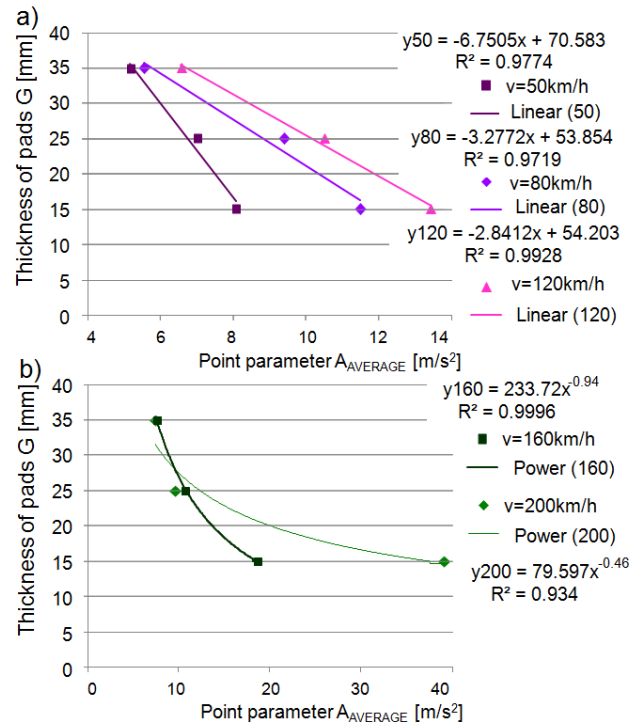 a)
Thickness of pads G [mm]
40
35
30
25
20
15
10
5
0
4 6 8 10 12 14
Point parameter A_AVERAGE [m/s²]
y50 = -6.7505x + 70.583
R² = 0.9774
v=50km/h
Linear (50)
y80 = -3.2772x + 53.854
R² = 0.9719
v=80km/h
Linear (80)
y120 = -2.8412x + 54.203
R² = 0.9928
v=120km/h
Linear (120)
b)
Thickness of pads G [mm]
40
35
30
25
20
15
10
5
0
0 10 20 30 40
Point parameter A_AVERAGE [m/s²]
y160 = 233.72x^-0.94
R² = 0.9996
v=160km/h
Power (160)
v=200km/h
Power (200)
y200 = 79.597x^-0.46
R² = 0.934